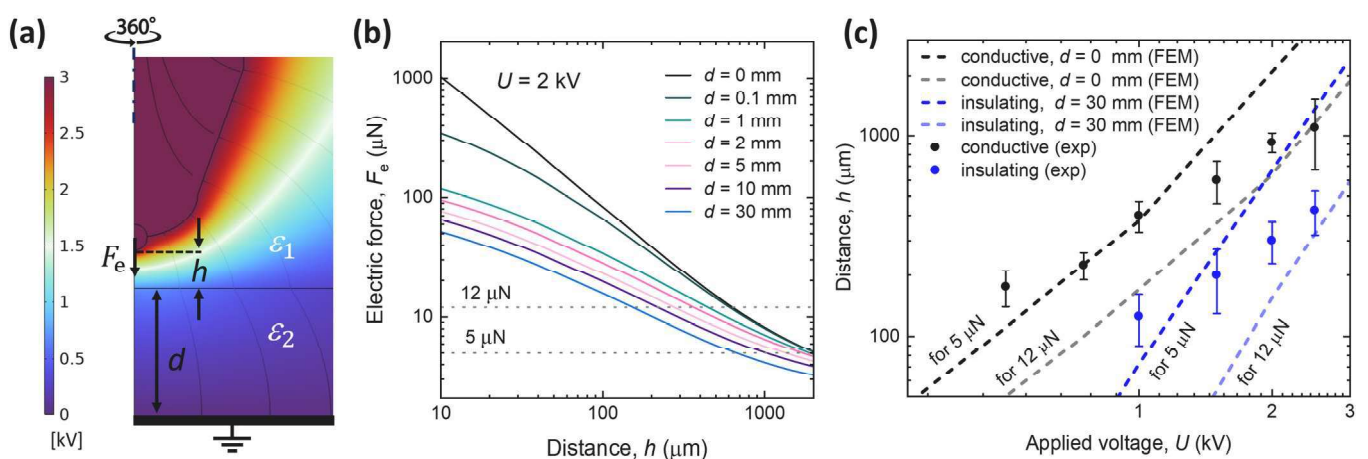 (a)
360°
3
2.5
2
1.5
1
0.5
0
[kV]
Fe
h
ε1
ε2
d
(b)
U = 2 kV
d = 0 mm
d = 0.1 mm
d = 1 mm
d = 2 mm
d = 5 mm
d = 10 mm
d = 30 mm
Electric force, Fe (μN)
1000
100
10
12 μN
5 μN
10
100
1000
Distance, h (μm)
(c)
conductive, d = 0 mm (FEM)
conductive, d = 0 mm (FEM)
insulating, d = 30 mm (FEM)
insulating, d = 30 mm (FEM)
conductive (exp)
insulating (exp)
Distance, h (μm)
1000
100
for 5 μN
for 12 μN
for 5 μN
for 12 μN
1
2
3
Applied voltage, U (kV)